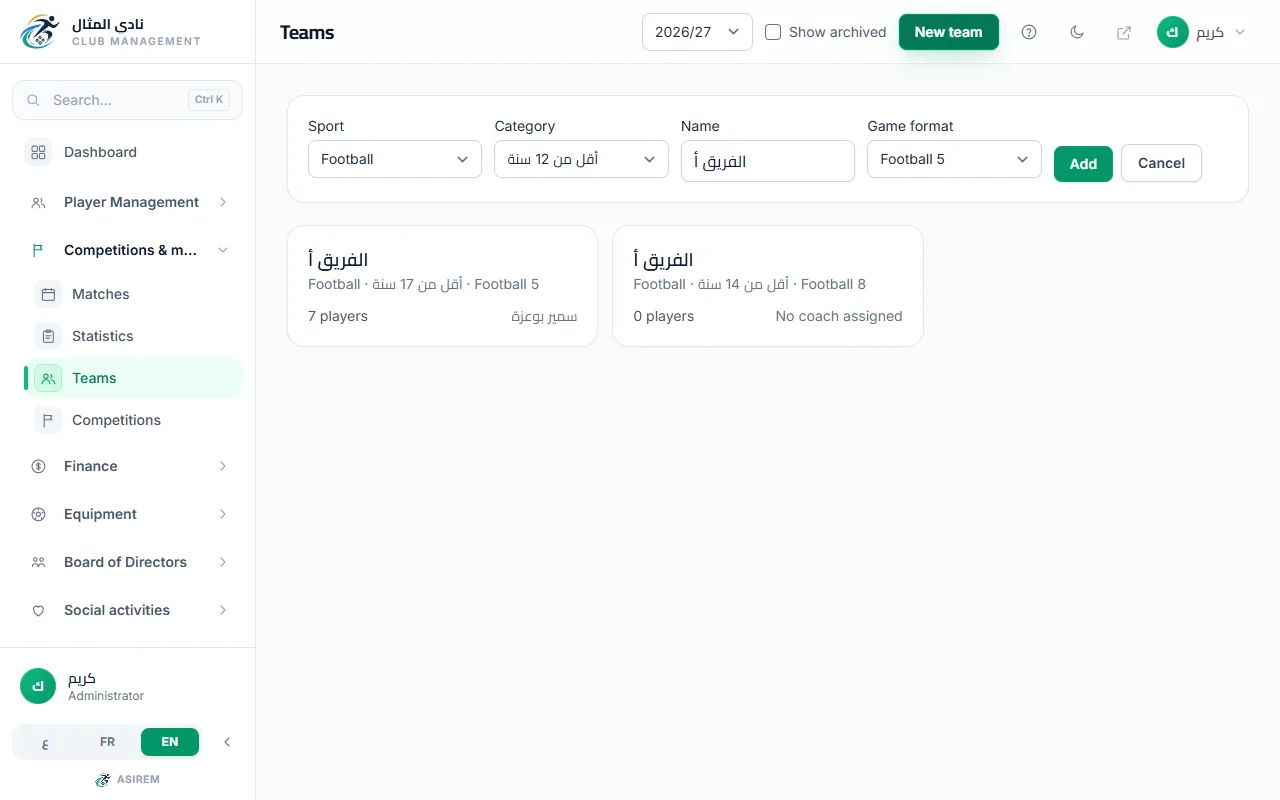 نادي المثال
CLUB MANAGEMENT
Teams
2026/27
Show archived
New team
ك
كريم
Search...
Ctrl K
Dashboard
Player Management
Competitions & m...
Matches
Statistics
Teams
Competitions
Finance
Equipment
Board of Directors
Social activities
ك
كريم
Administrator
ع
FR
EN
ASIREM
Sport
Category
Name
Game format
Football
أقل من 12 سنة
الفريق أ
Football 5
Add
Cancel
الفريق أ
Football · أقل من 17 سنة · Football 5
7 players
سمير بوعزة
الفريق أ
Football · أقل من 14 سنة · Football 8
0 players
No coach assigned